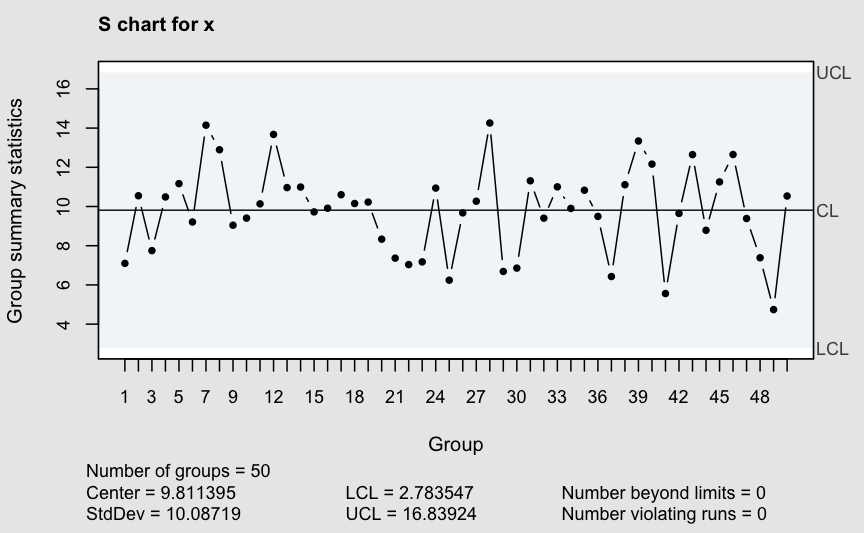 S chart for x
Group summary statistics
16
14
12
10
8
6
4
UCL
CL
LCL
1 3 5 7 9 12 15 18 21 24 27 30 33 36 39 42 45 48
Group
Number of groups = 50
Center = 9.811395 LCL = 2.783547 Number beyond limits = 0
StdDev = 10.08719 UCL = 16.83924 Number violating runs = 0